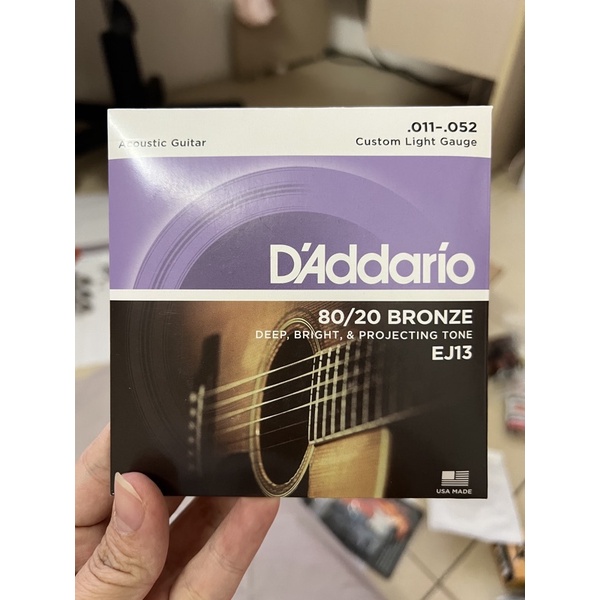 .011-.052
Acoustic Guitar
Custom Light Gauge
D'Addario
80/20 BRONZE
DEEP, BRIGHT, & PROJECTING TONE
EJ13
USA MADE